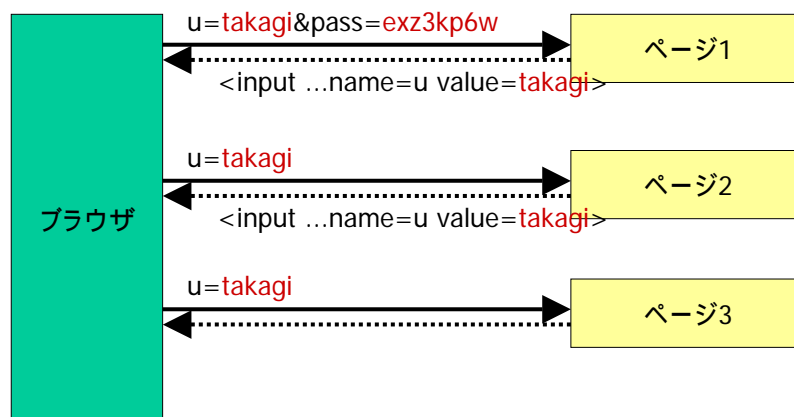 u=takagi&pass=exz3kp6w
ページ1
<input ...name=u value=takagi>
u=takagi
ページ2
ブラウザ
<input ...name=u value=takagi>
u=takagi
ページ3